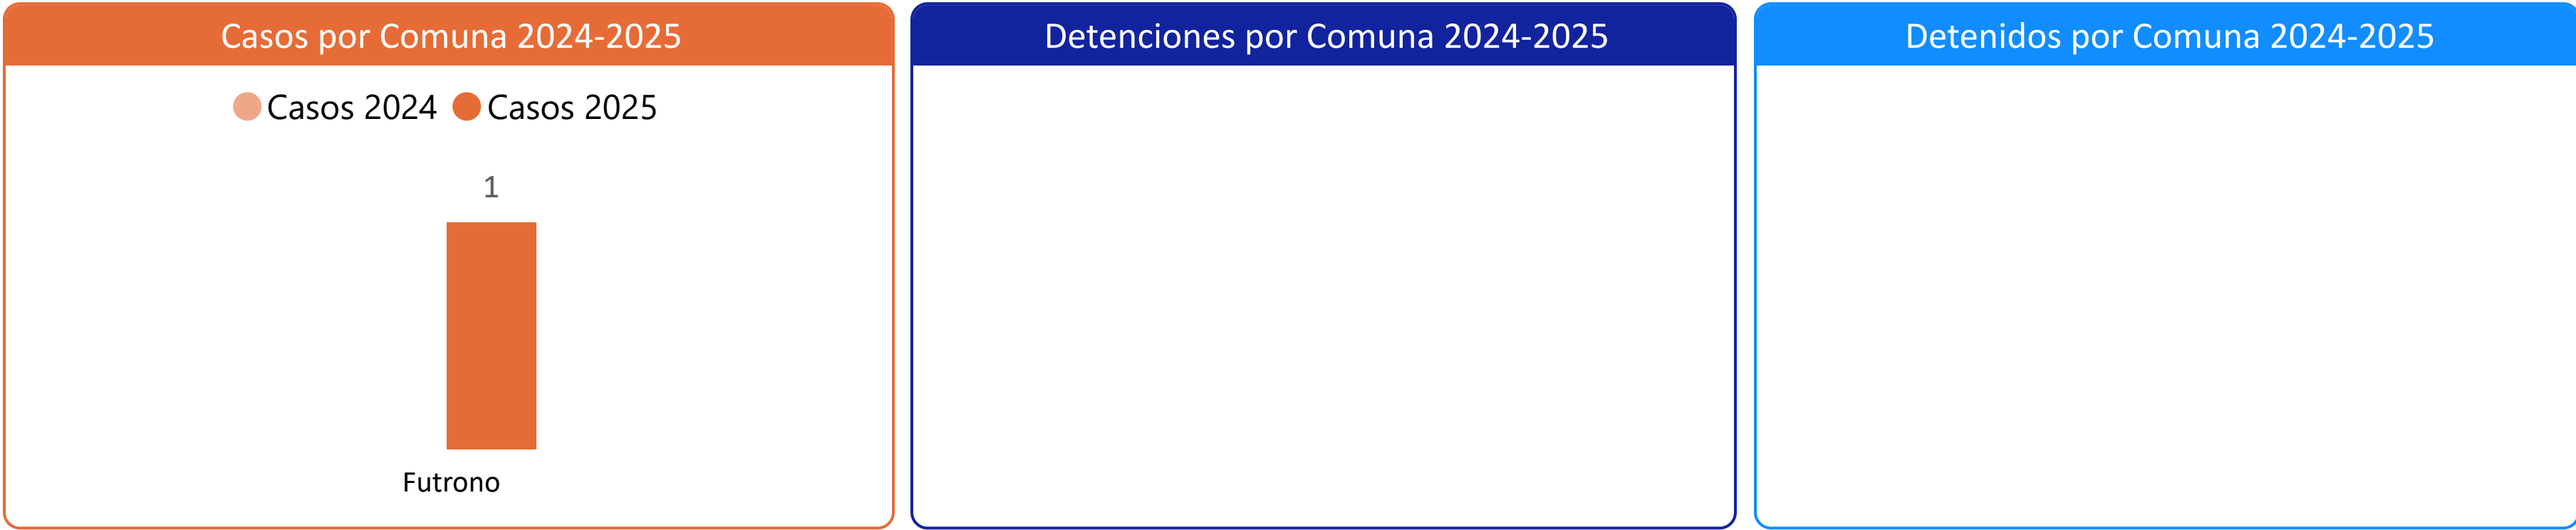 Casos por Comuna 2024-2025
Casos 2024 Casos 2025
1
Futrono
Detenciones por Comuna 2024-2025
Detenidos por Comuna 2024-2025